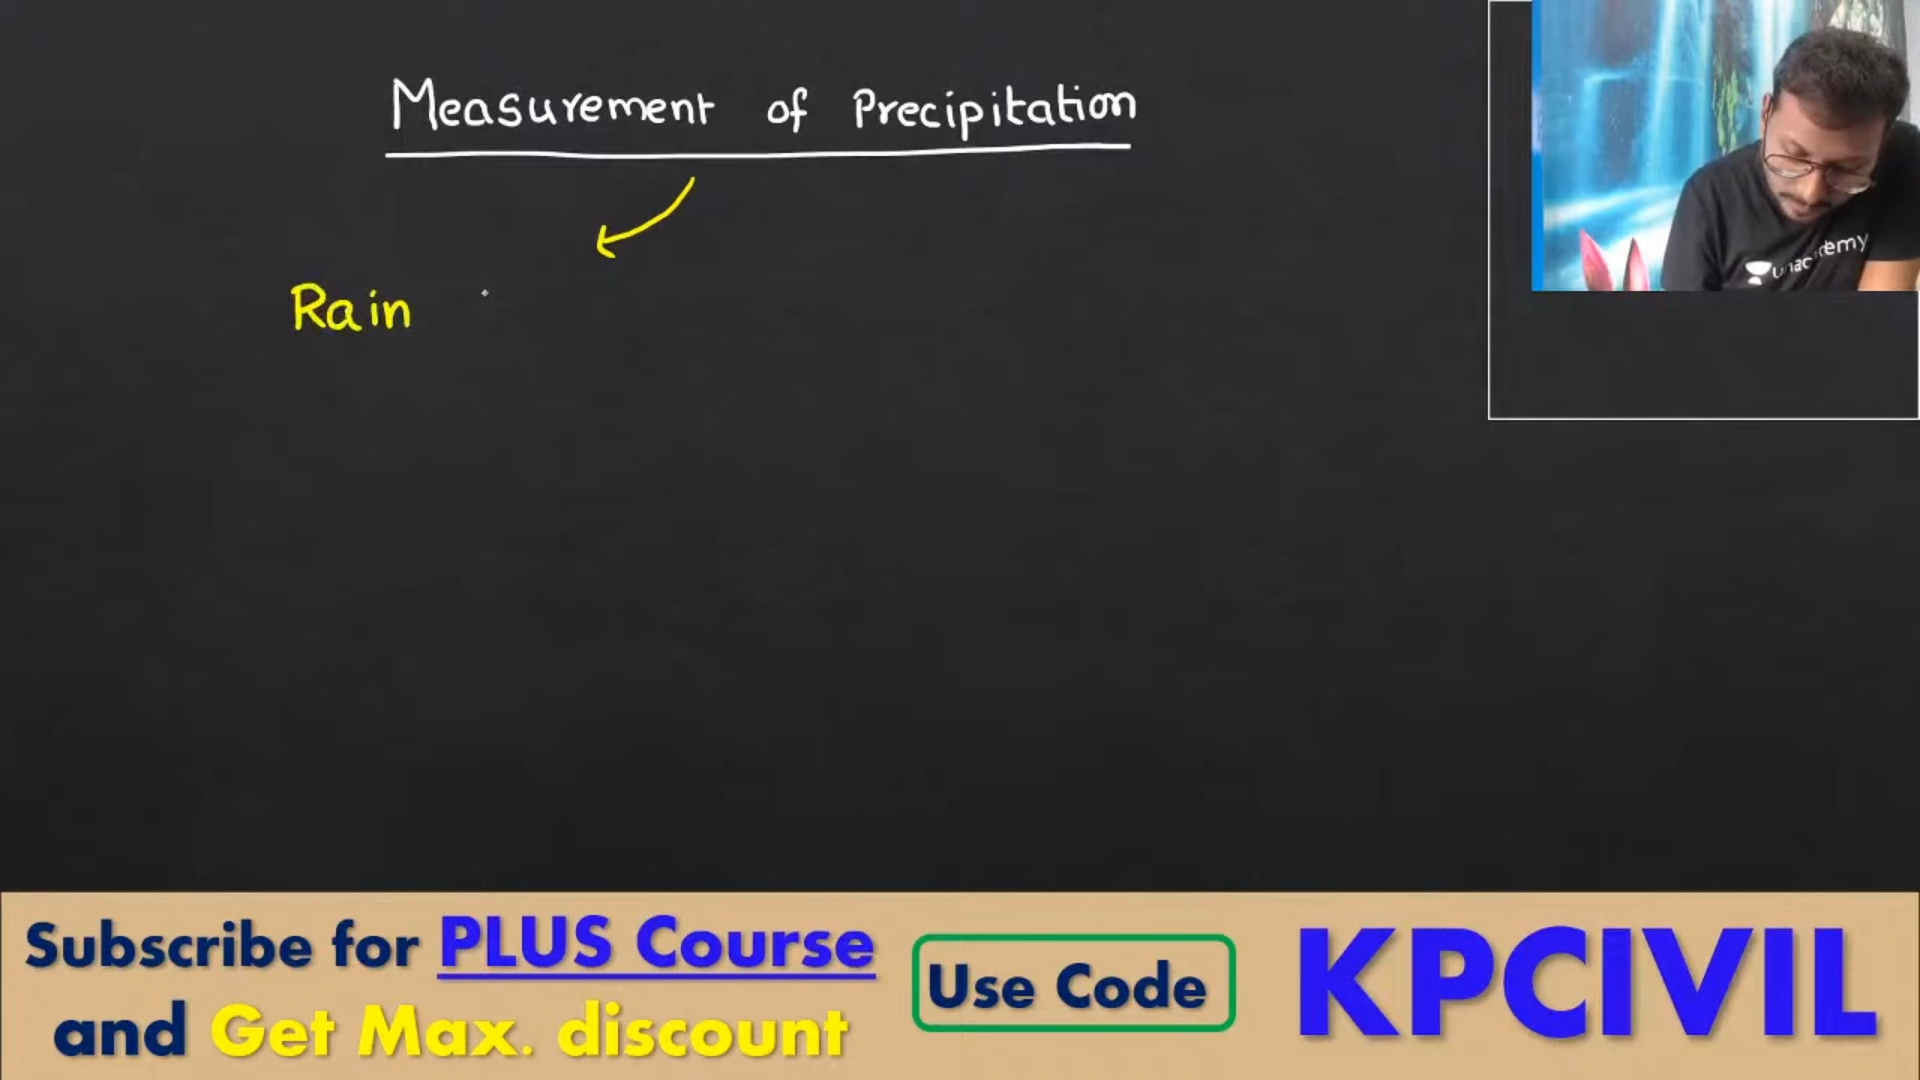 Measurement of Precipitation
Rain
unacademy
Subscribe for PLUS Course
and Get Max. discount
Use Code
KPCIVIL